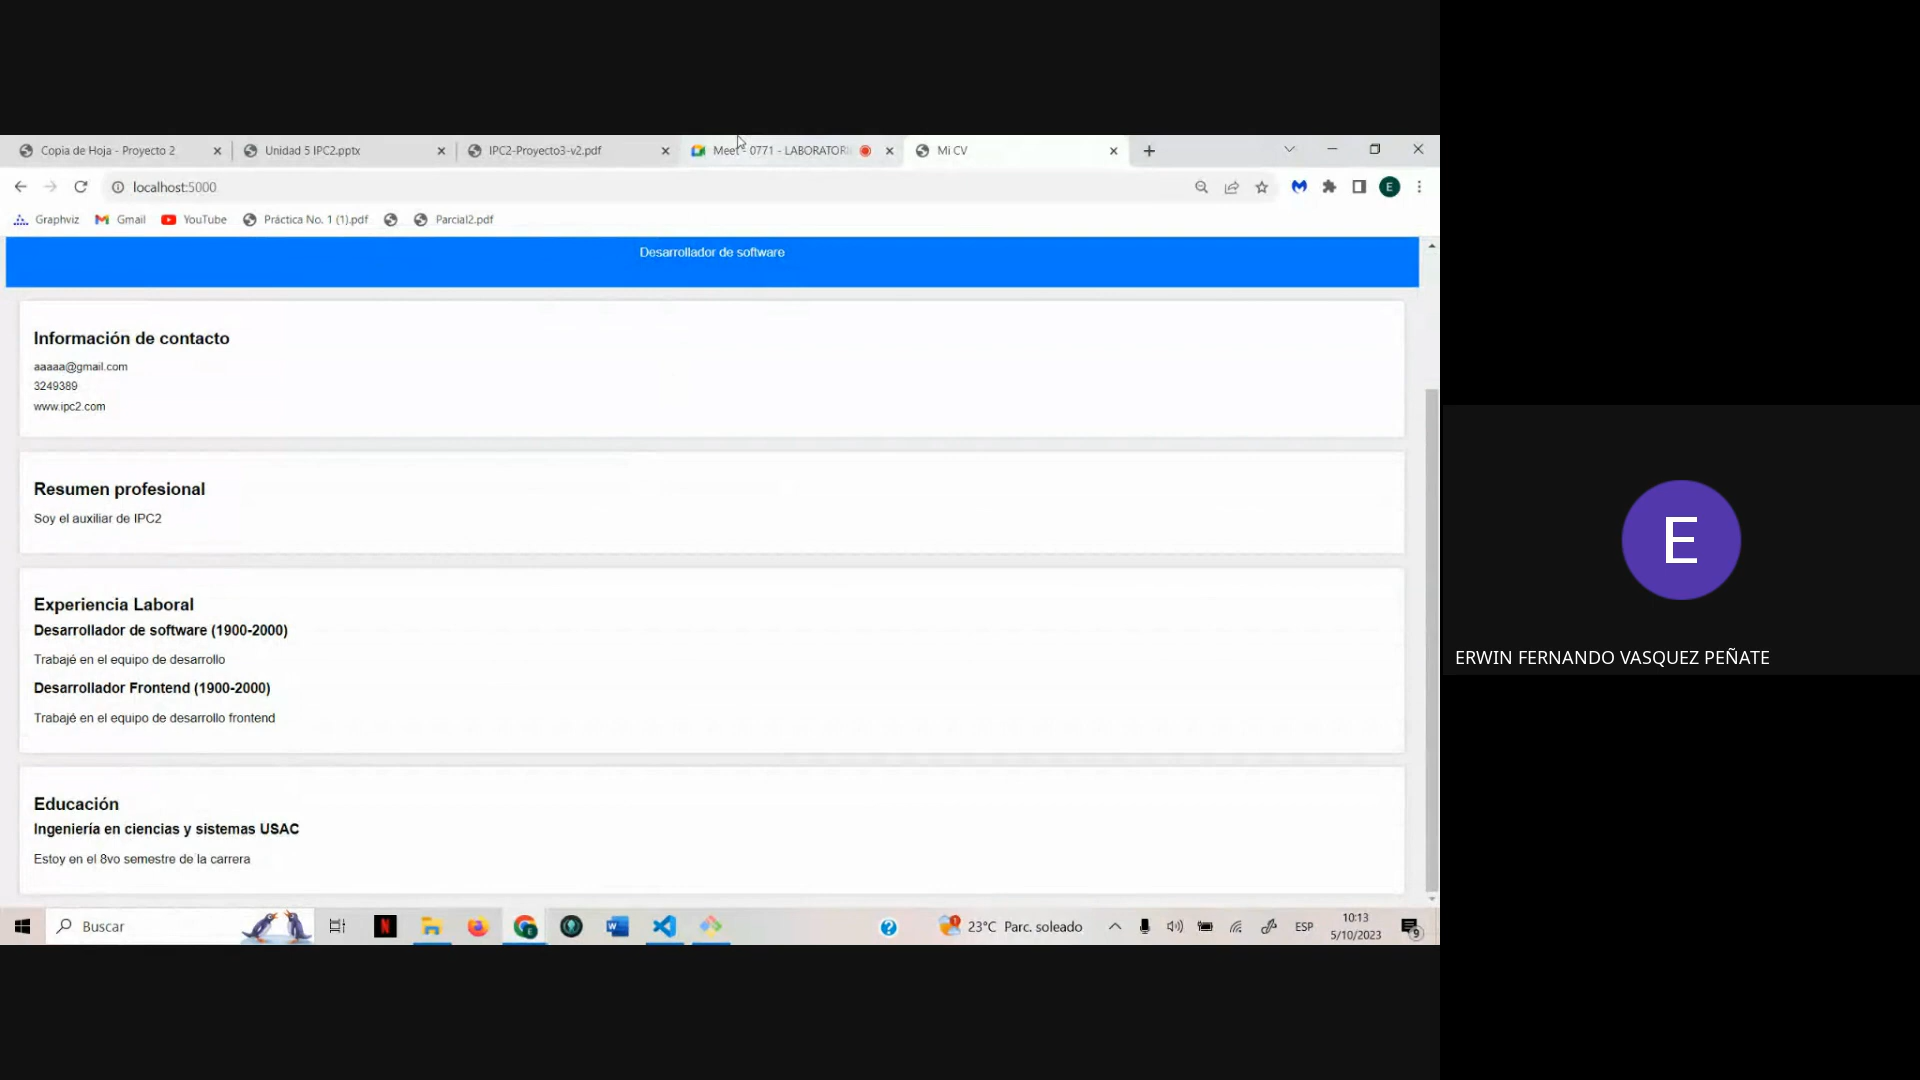 Copia de Hoja - Proyecto 2
Unidad 5 IPC2.pptx
IPC2-Proyecto3-v2.pdf
Meet - 0771 - LABORATORI
Mi CV
localhost:5000
E
Graphviz
Gmail
YouTube
Práctica No. 1 (1).pdf
Parcial2.pdf
Desarrollador de software
Información de contacto
aaaaa@gmail.com
3249389
www.ipc2.com
Resumen profesional
Soy el auxiliar de IPC2
Experiencia Laboral
Desarrollador de software (1900-2000)
Trabajé en el equipo de desarrollo
Desarrollador Frontend (1900-2000)
Trabajé en el equipo de desarrollo frontend
Educación
Ingeniería en ciencias y sistemas USAC
Estoy en el 8vo semestre de la carrera
E
ERWIN FERNANDO VASQUEZ PEÑATE
Buscar
23°C Parc. soleado
ESP
10:13
5/10/2023
9